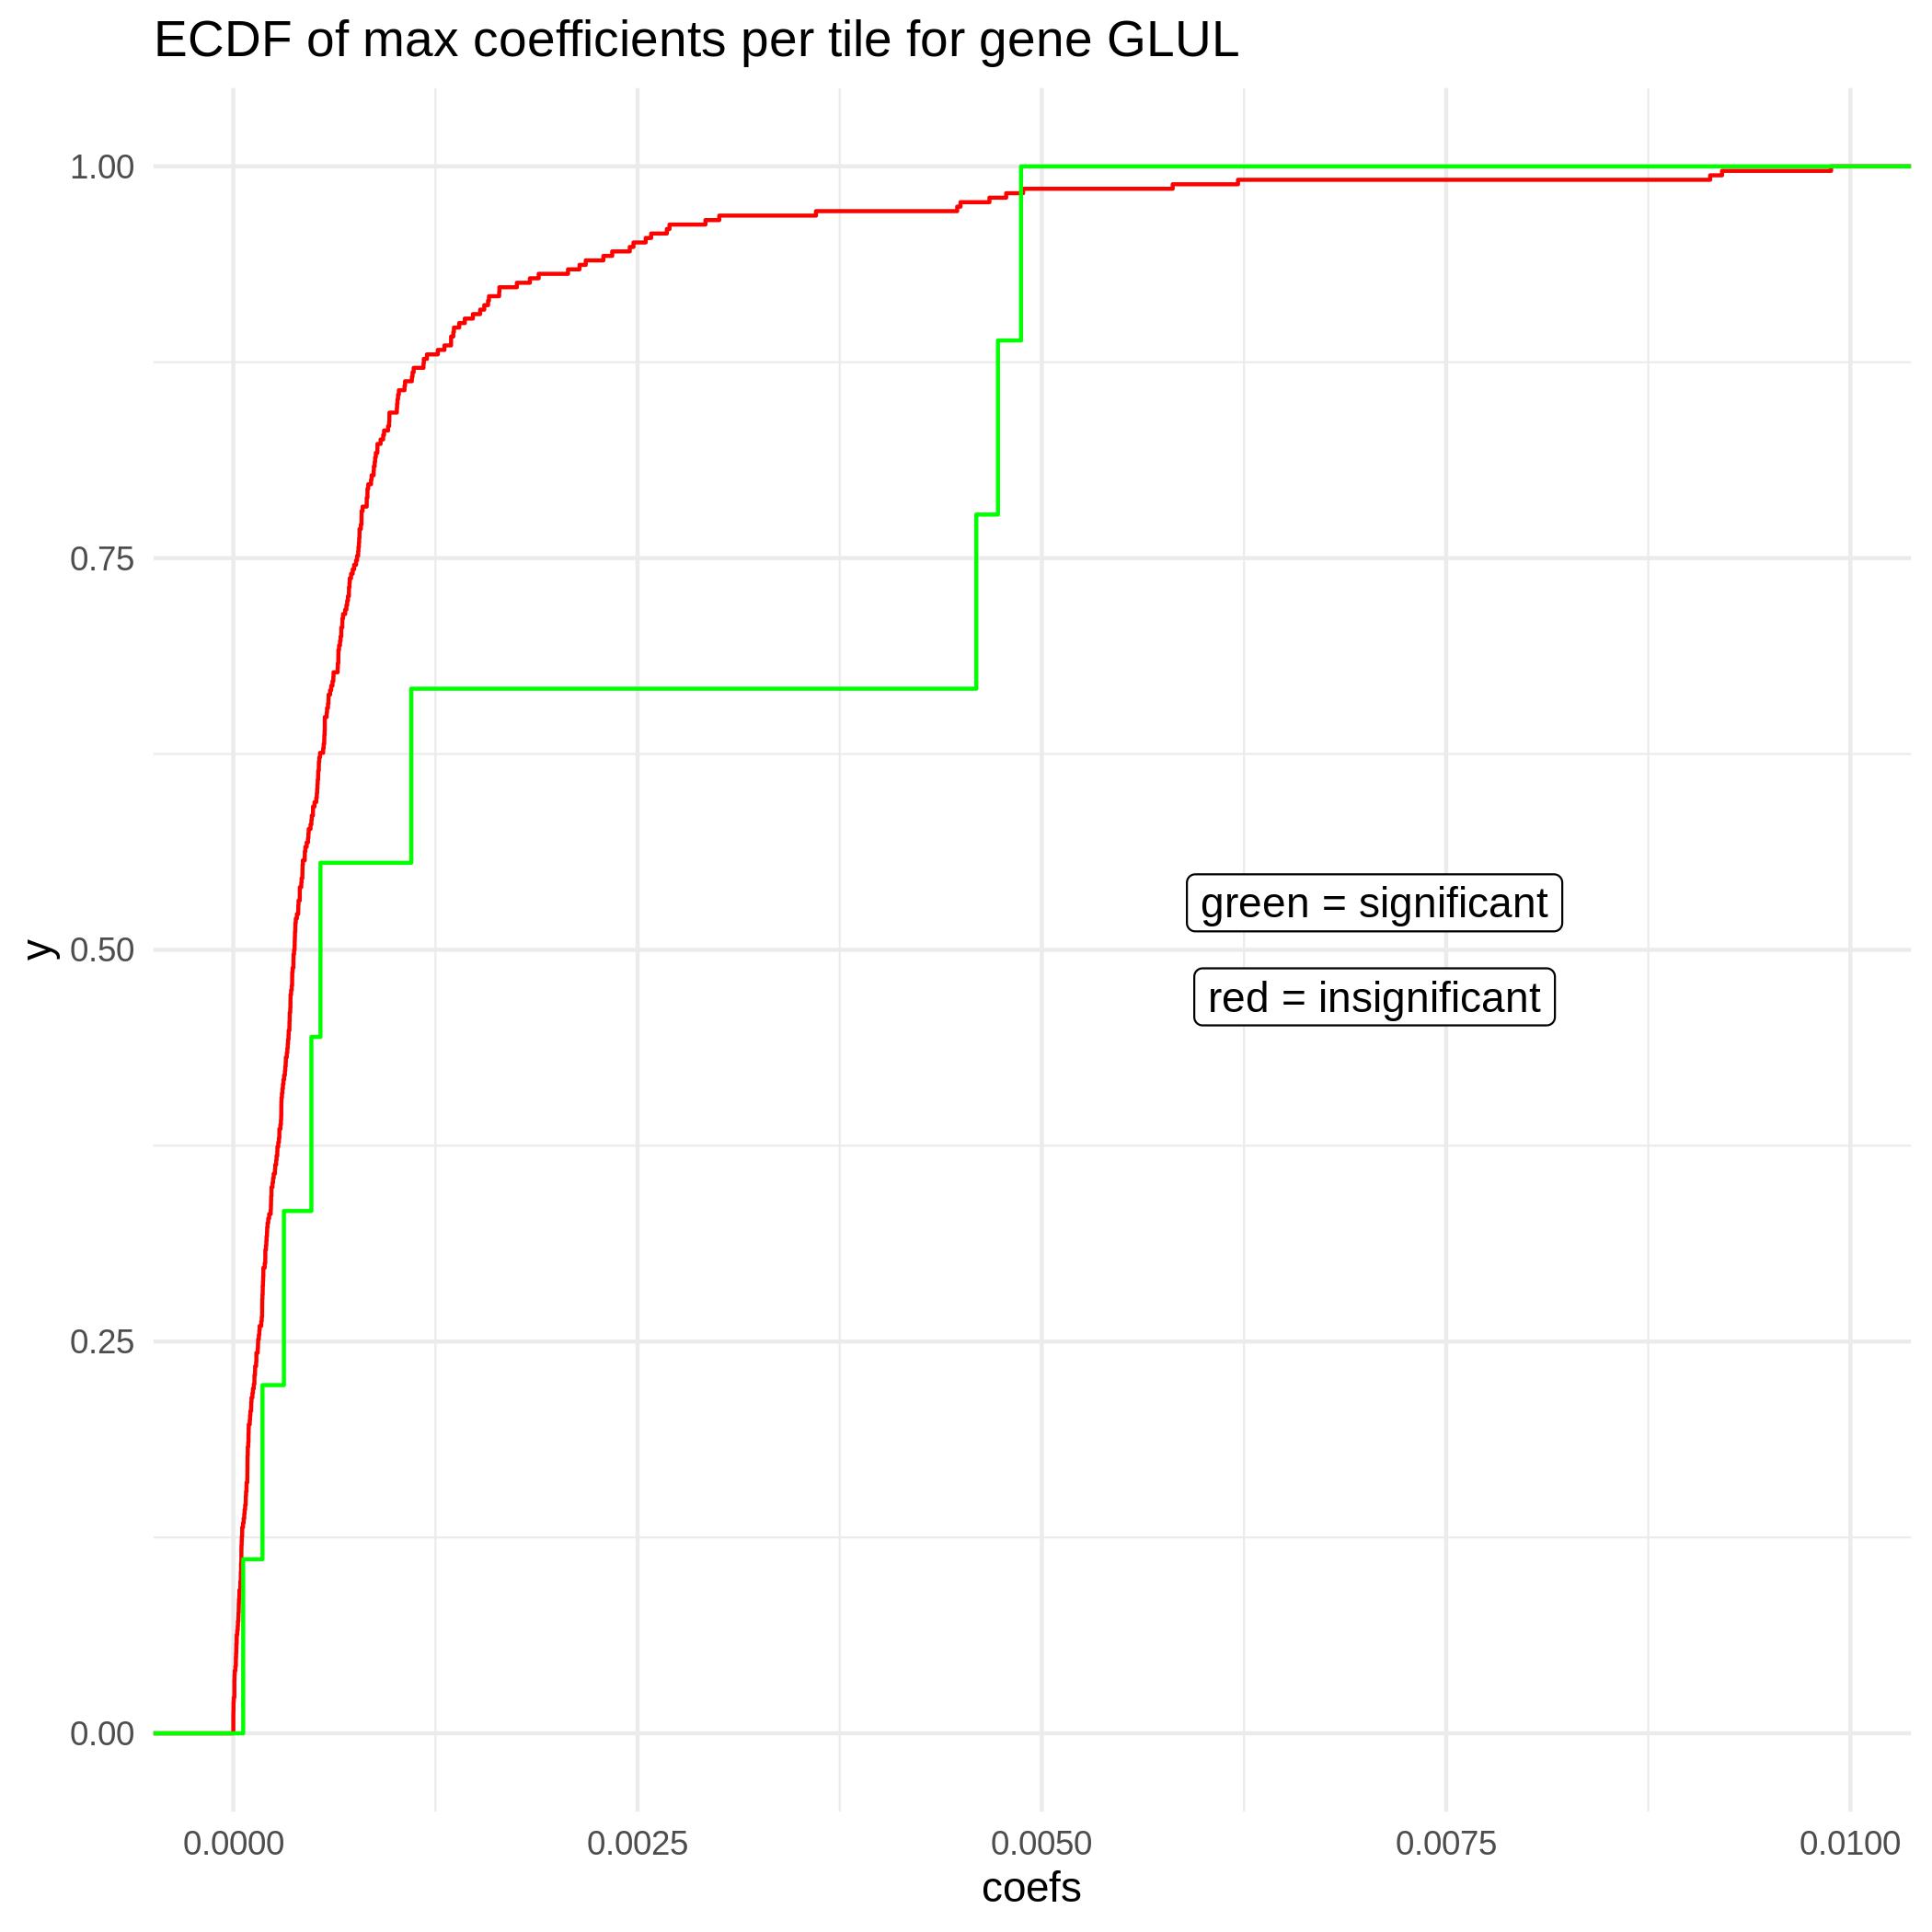 ECDF of max coefficients per tile for gene GLUL
1.00
0.75
0.50
0.25
0.00
y
green = significant
red = insignificant
0.0000 0.0025 0.0050 0.0075 0.0100
coefs